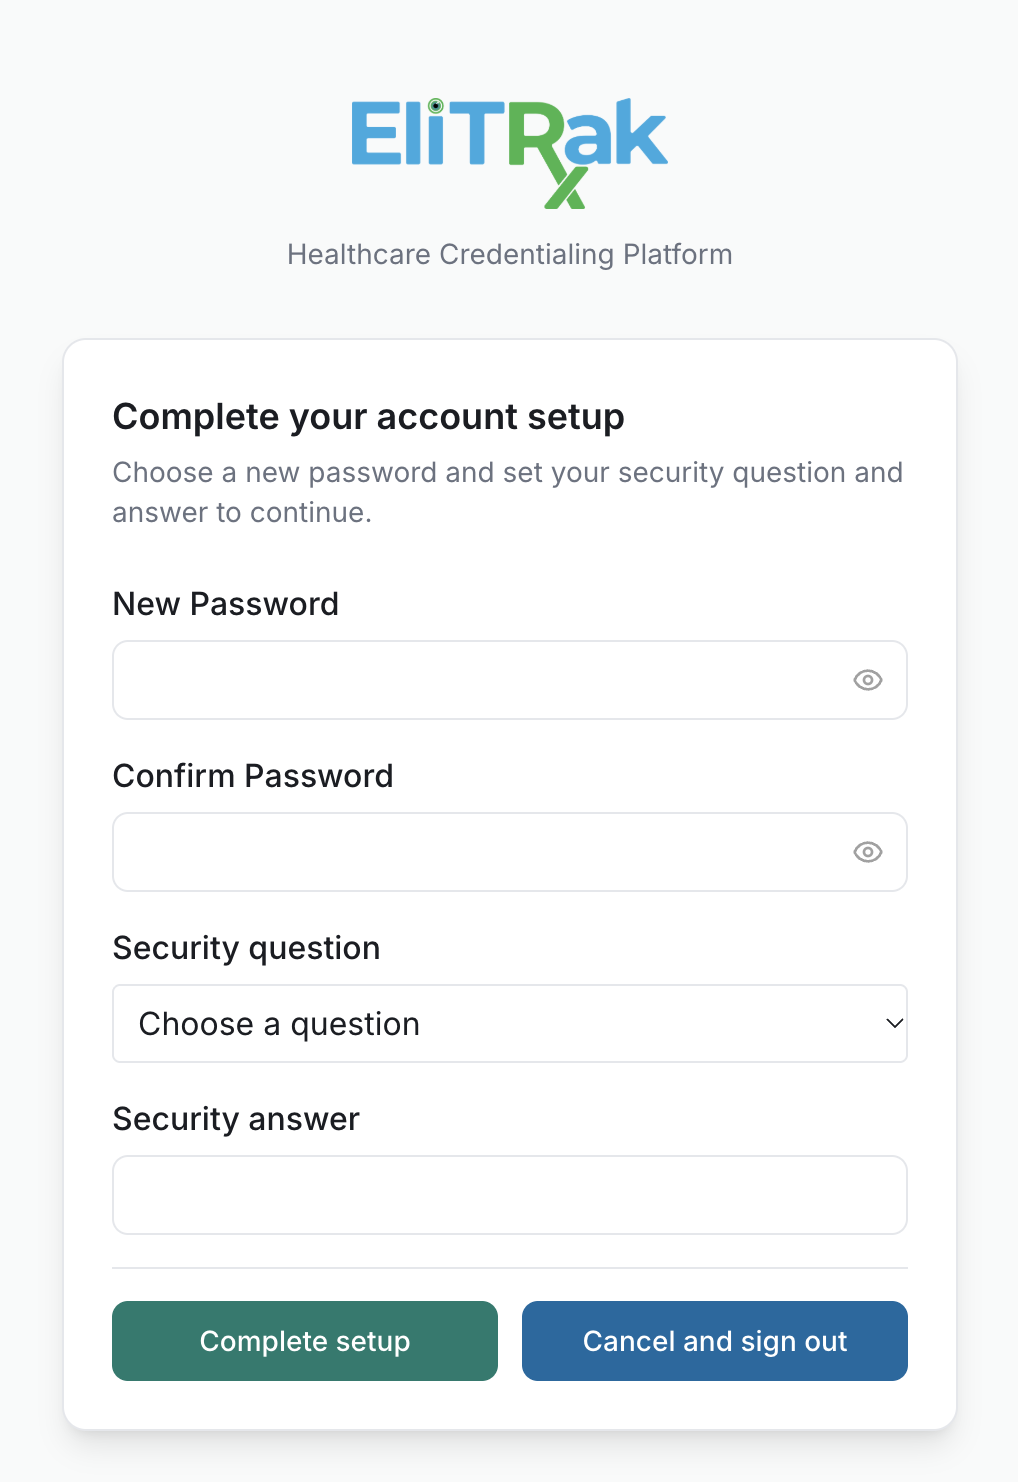 EliTRxak
Healthcare Credentialing Platform
Complete your account setup
Choose a new password and set your security question and
answer to continue.
New Password
Confirm Password
Security question
Choose a question
Security answer
Complete setup
Cancel and sign out